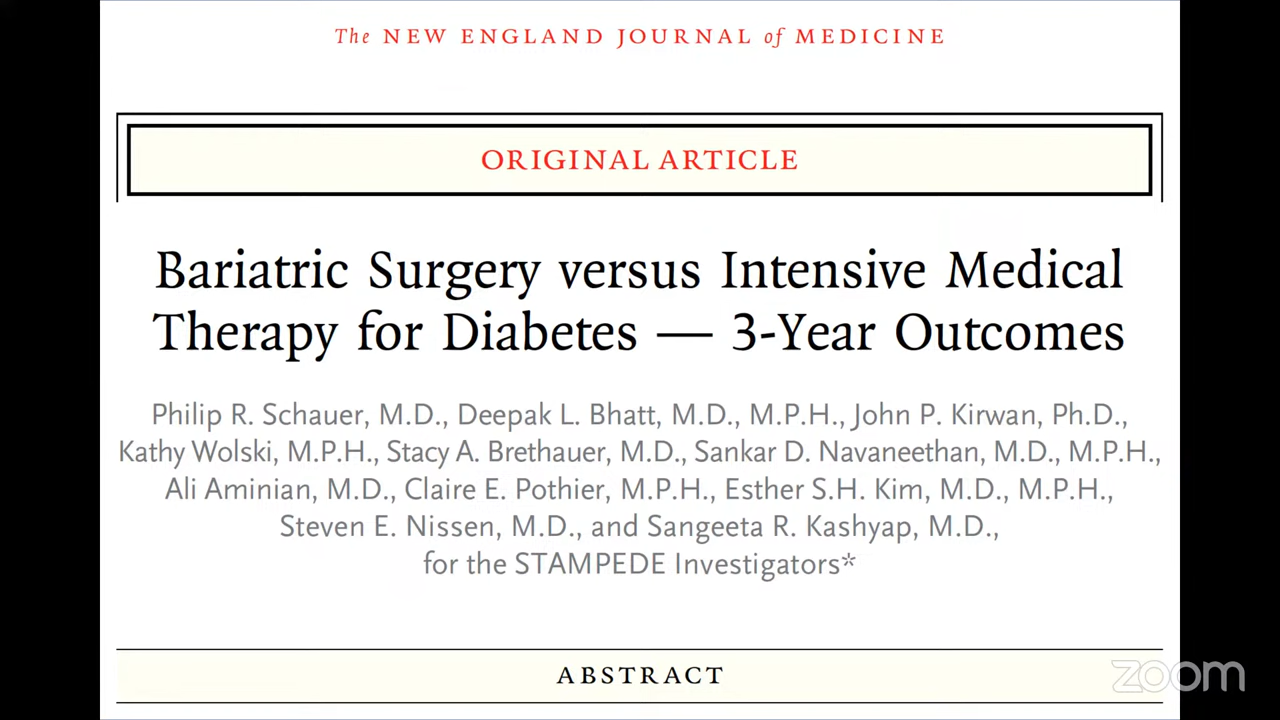 The NEW ENGLAND JOURNAL of MEDICINE
ORIGINAL ARTICLE
Bariatric Surgery versus Intensive Medical
Therapy for Diabetes — 3-Year Outcomes
Philip R. Schauer, M.D., Deepak L. Bhatt, M.D., M.P.H., John P. Kirwan, Ph.D.,
Kathy Wolski, M.P.H., Stacy A. Brethauer, M.D., Sankar D. Navaneethan, M.D., M.P.H.,
Ali Aminian, M.D., Claire E. Pothier, M.P.H., Esther S.H. Kim, M.D., M.P.H.,
Steven E. Nissen, M.D., and Sangeeta R. Kashyap, M.D.,
for the STAMPEDE Investigators*
ABSTRACT
zoom